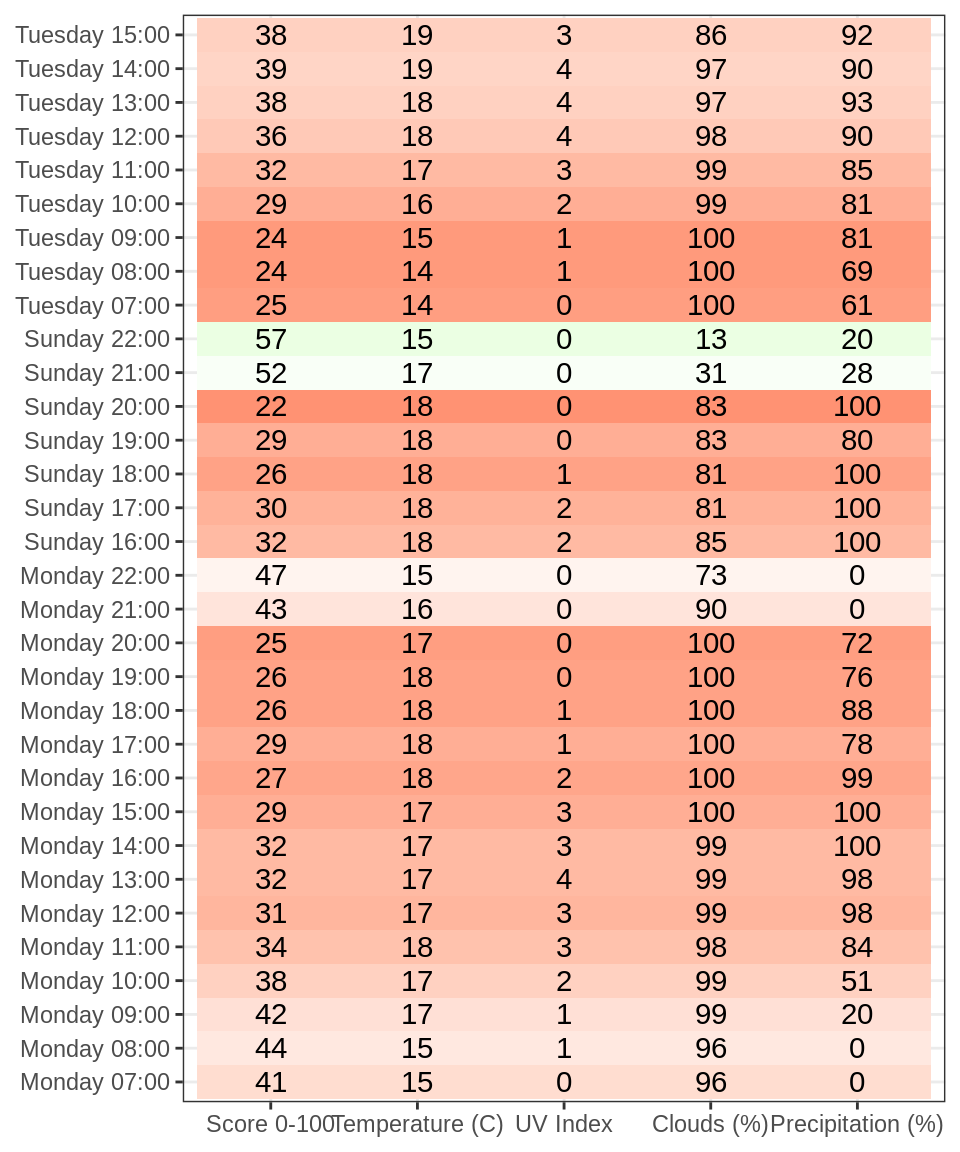 Tuesday 15:00 38 19 3 86 92
Tuesday 14:00 39 19 4 97 90
Tuesday 13:00 38 18 4 97 93
Tuesday 12:00 36 18 4 98 90
Tuesday 11:00 32 17 3 99 85
Tuesday 10:00 29 16 2 99 81
Tuesday 09:00 24 15 1 100 81
Tuesday 08:00 24 14 1 100 69
Tuesday 07:00 25 14 0 100 61
Sunday 22:00 57 15 0 13 20
Sunday 21:00 52 17 0 31 28
Sunday 20:00 22 18 0 83 100
Sunday 19:00 29 18 0 83 80
Sunday 18:00 26 18 1 81 100
Sunday 17:00 30 18 2 81 100
Sunday 16:00 32 18 2 85 100
Monday 22:00 47 15 0 73 0
Monday 21:00 43 16 0 90 0
Monday 20:00 25 17 0 100 72
Monday 19:00 26 18 0 100 76
Monday 18:00 26 18 1 100 88
Monday 17:00 29 18 1 100 78
Monday 16:00 27 18 2 100 99
Monday 15:00 29 17 3 100 100
Monday 14:00 32 17 3 99 100
Monday 13:00 32 17 4 99 98
Monday 12:00 31 17 3 99 98
Monday 11:00 34 18 3 98 84
Monday 10:00 38 17 2 99 51
Monday 09:00 42 17 1 99 20
Monday 08:00 44 15 1 96 0
Monday 07:00 41 15 0 96 0
Score 0-100 Temperature (C) UV Index Clouds (%) Precipitation (%)